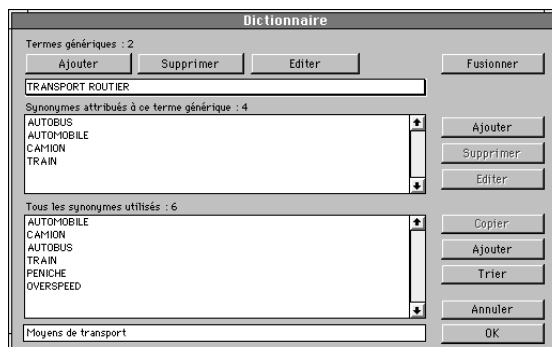 Dictionnaire
Termes génériques : 2
Ajouter Supprimer Editer Fusionner
TRANSPORT ROUTIER
Synonymes attribués à ce terme générique : 4
AUTOBUS
AUTOMOBILE
CAMION
TRAIN
Ajouter
Supprimer
Editer
Tous les synonymes utilisés : 6
AUTOMOBILE
CAMION
AUTOBUS
TRAIN
PENICHE
OVERSPEED
Copier
Ajouter
Trier
Annuler
Moyens de transport
OK